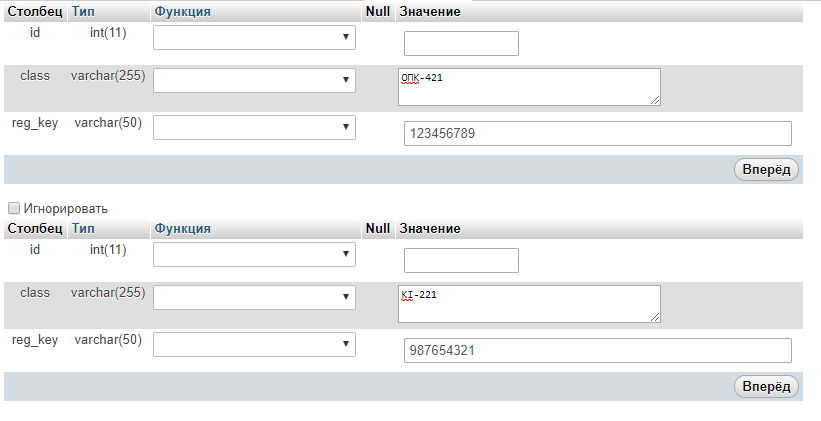 Столбец Тип Функция Null Значение
id int(11)
class varchar(255) ОПК-421
reg_key varchar(50) 123456789
Вперёд
Игнорировать
Столбец Тип Функция Null Значение
id int(11)
class varchar(255) КІ-221
reg_key varchar(50) 987654321
Вперёд